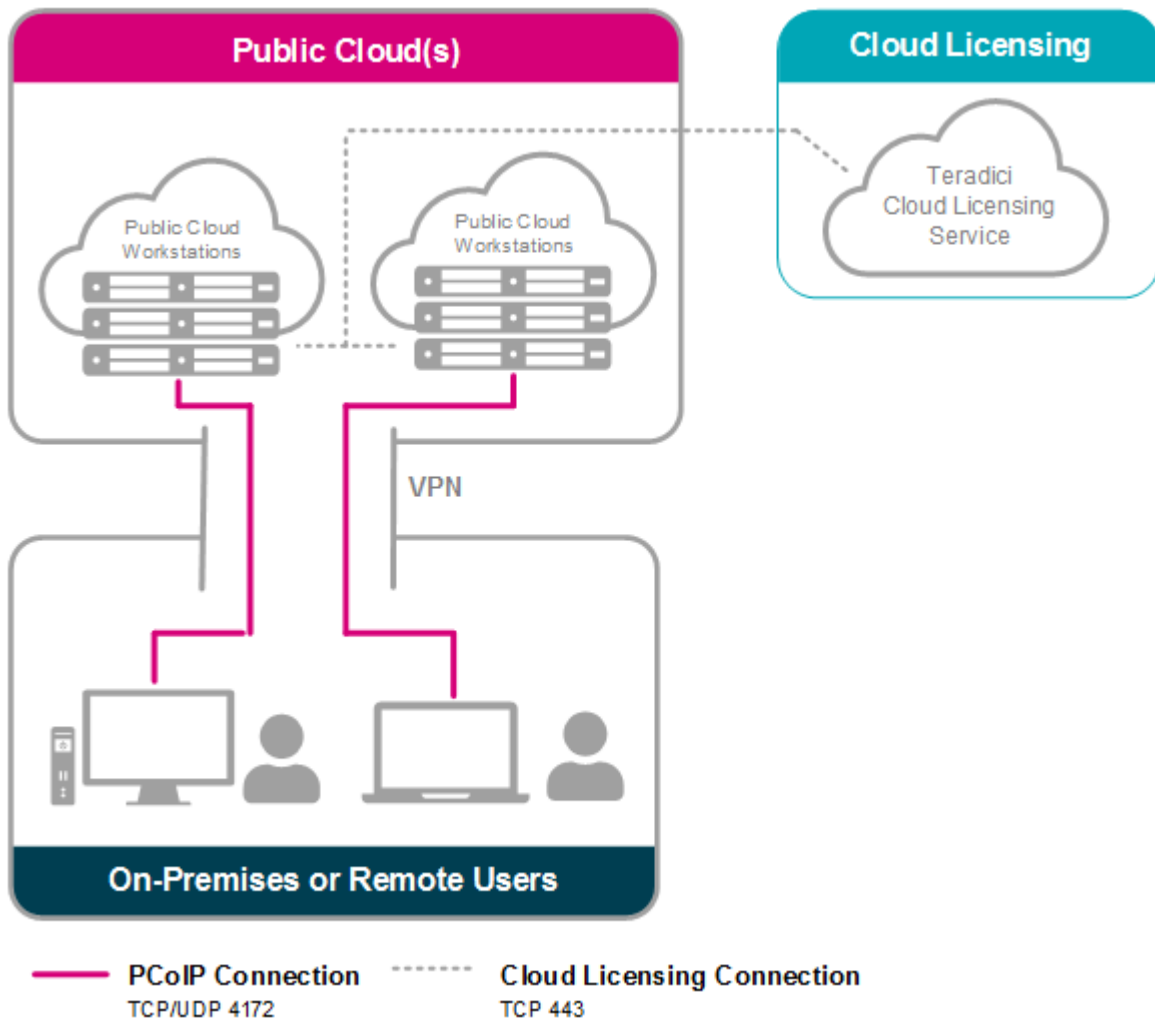 Public Cloud(s)
Cloud Licensing
Public Cloud
Workstations
Public Cloud
Workstations
Teradici
Cloud Licensing
Service
VPN
On-Premises or Remote Users
PCoIP Connection
TCP/UDP 4172
Cloud Licensing Connection
TCP 443